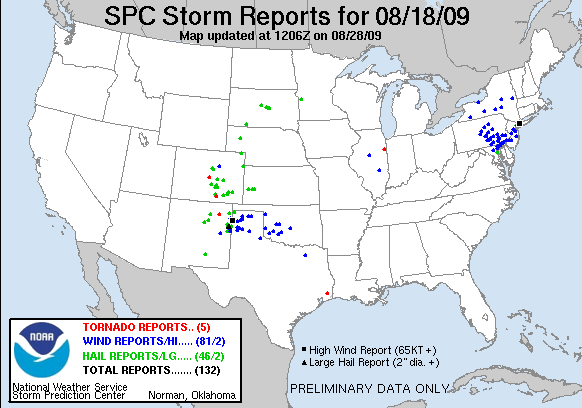 SPC Storm Reports for 08/18/09
Map updated at 1206Z on 08/28/09
NOAA
TORNADO REPORTS.. (5)
WIND REPORTS/HI..... (81/2)
HAIL REPORTS/LG..... (46/2)
TOTAL REPORTS....... (132)
National Weather Service
Storm Prediction Center Norman, Oklahoma
High Wind Report (65KT +)
Large Hail Report (2" dia. +)
PRELIMINARY DATA ONLY